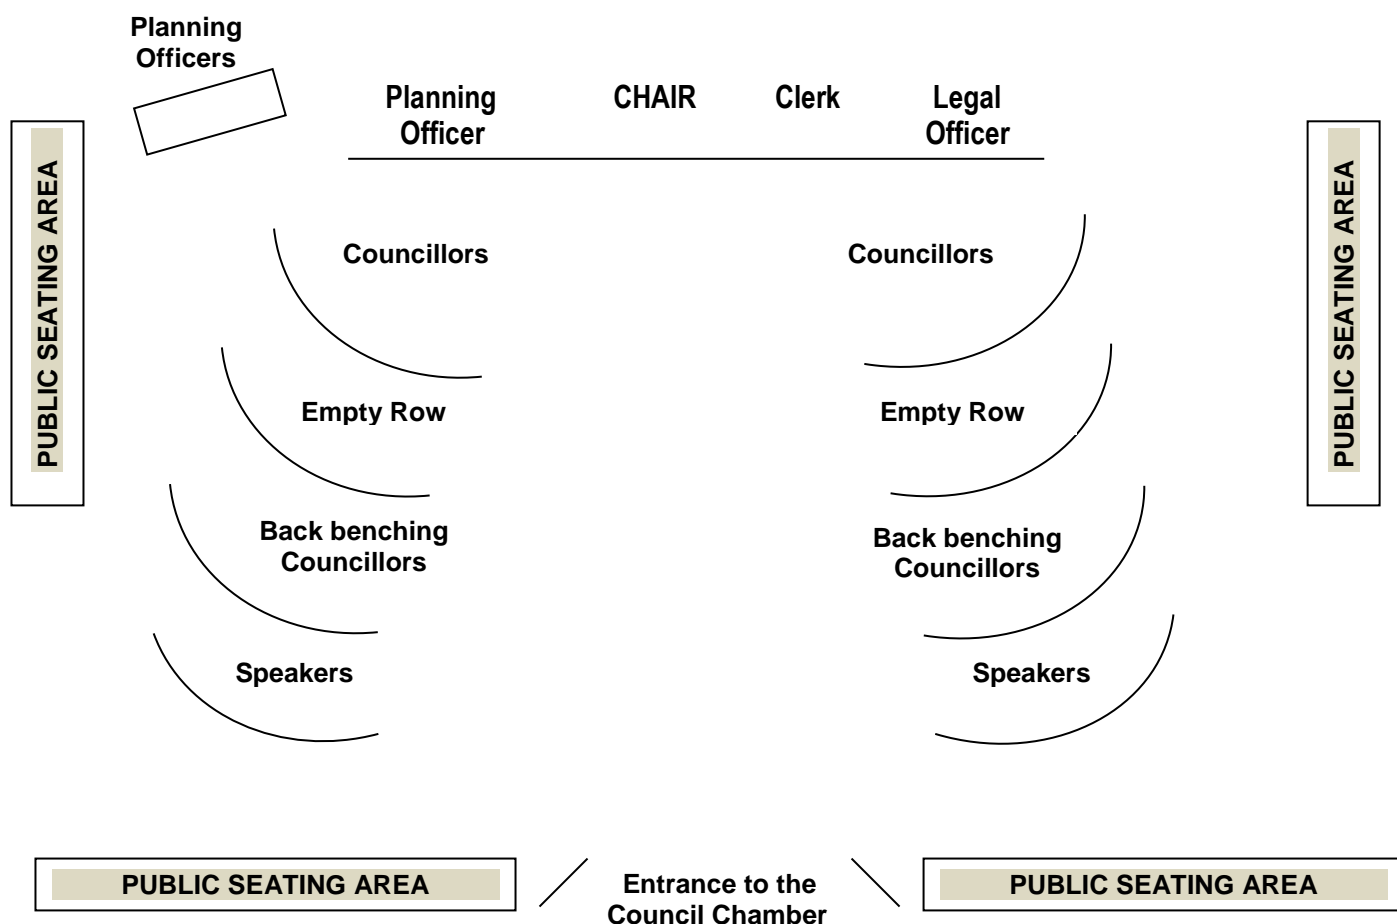 Planning
Officers
Planning
Officer
CHAIR
Clerk
Legal
Officer
PUBLIC SEATING AREA
PUBLIC SEATING AREA
Councillors
Councillors
Empty Row
Empty Row
Back benching
Councillors
Back benching
Councillors
Speakers
Speakers
PUBLIC SEATING AREA
Entrance to the
Council Chamber
PUBLIC SEATING AREA